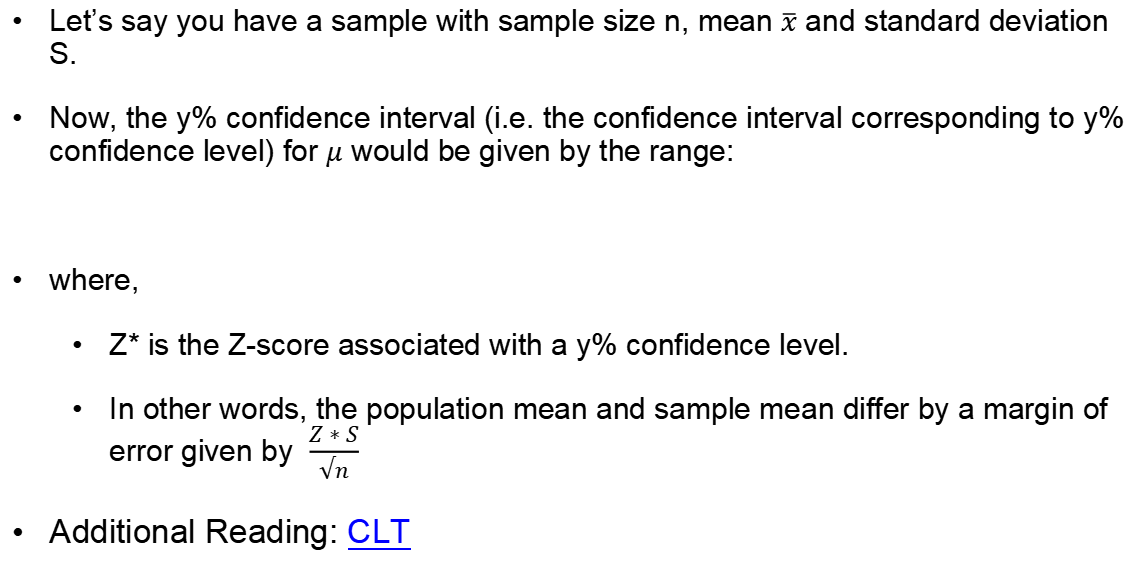 • Let's say you have a sample with sample size n, mean x̄ and standard deviation
S.
• Now, the y% confidence interval (i.e. the confidence interval corresponding to y%
confidence level) for μ would be given by the range:
• where,
• Z* is the Z-score associated with a y% confidence level.
• In other words, the population mean and sample mean differ by a margin of
error given by Z * S / √n
• Additional Reading: CLT